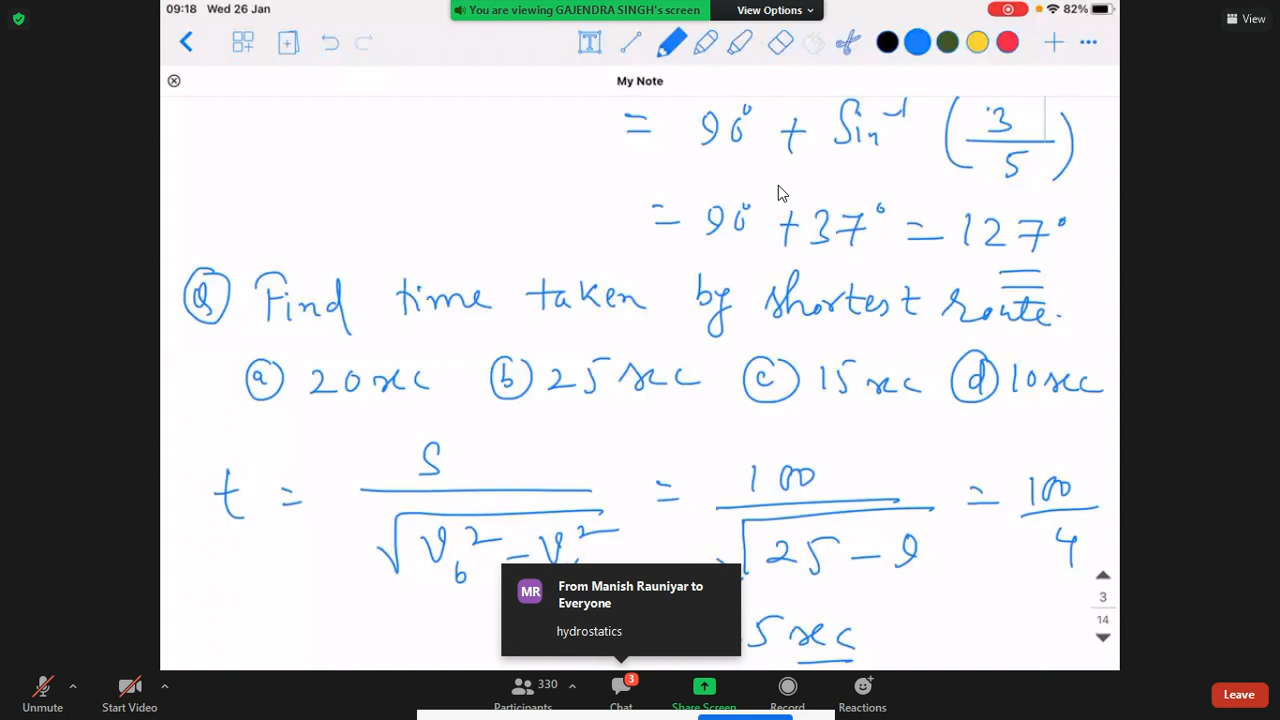 09:18 Wed 26 Jan
You are viewing GAJENDRA SINGH's screen
View Options
82%
View
My Note
= 90° + Sin⁻¹ (3/5)
= 90° + 37° = 127°
Q Find time taken by shortest route.
a 20 sec b 25 sec c 15 sec d 10 sec
t = S/√(V_b² – V²) = 100/√(25 – 9) = 100/4
5 sec
MR
From Manish Rauniyar to
Everyone
hydrostatics
3
14
330
3
Unmute
Start Video
Participants
Chat
Share Screen
Record
Reactions
Leave